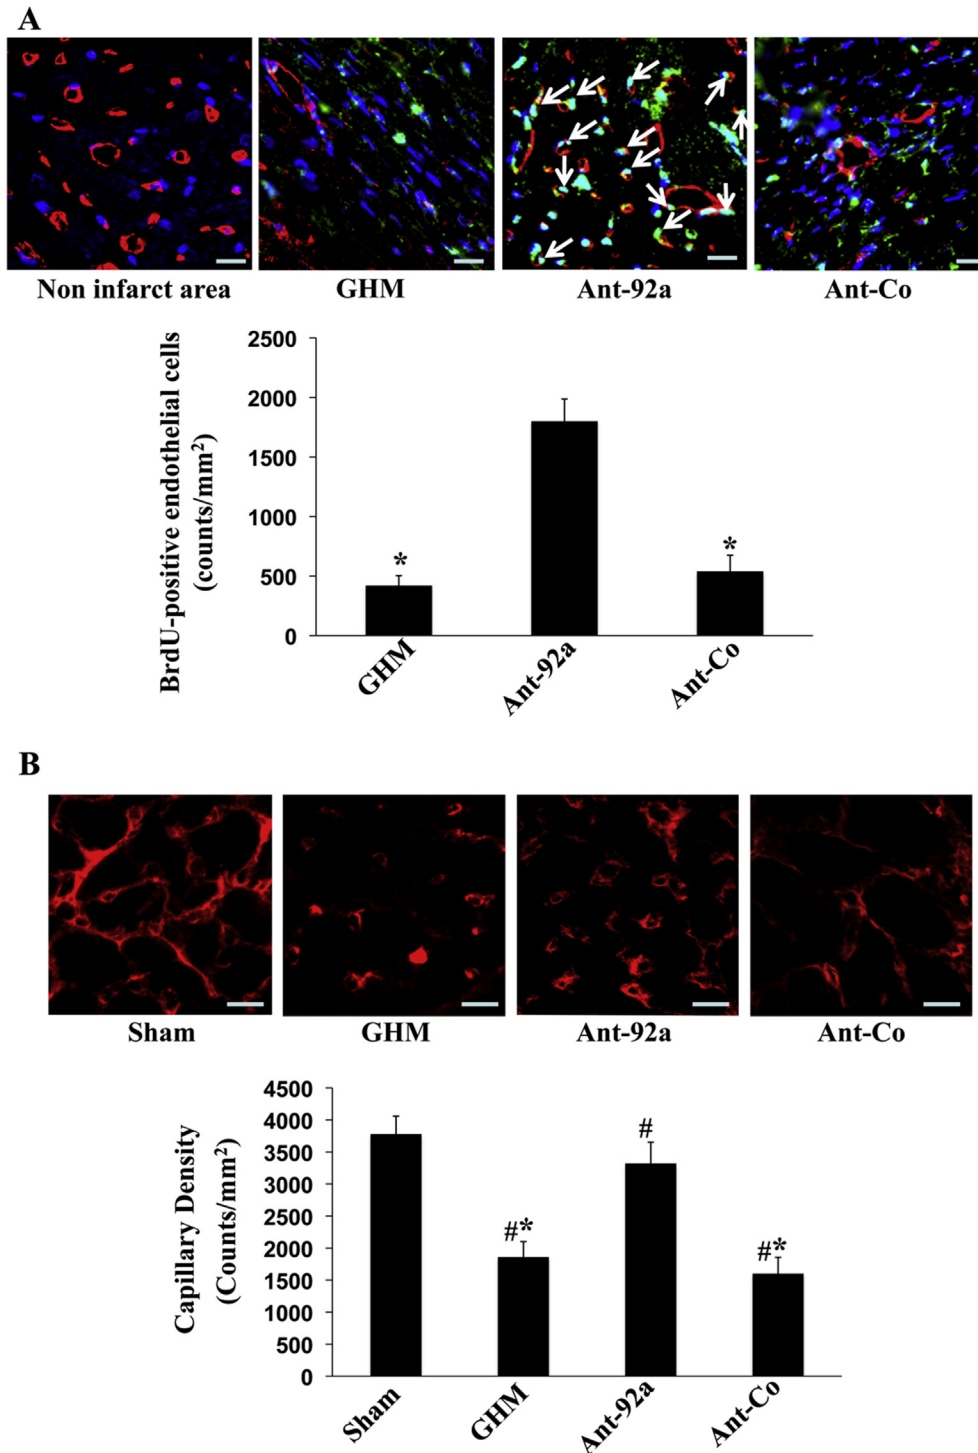 A
Non infarct area GHM Ant-92a Ant-Co
BrdU-positive endothelial cells
(counts/mm²)
2500
2000
1500
1000
500
0
*
*
GHM Ant-92a Ant-Co
B
Sham GHM Ant-92a Ant-Co
Capillary Density
(Counts/mm²)
4500
4000
3500
3000
2500
2000
1500
1000
500
0
#
#*
#*
Sham GHM Ant-92a Ant-Co